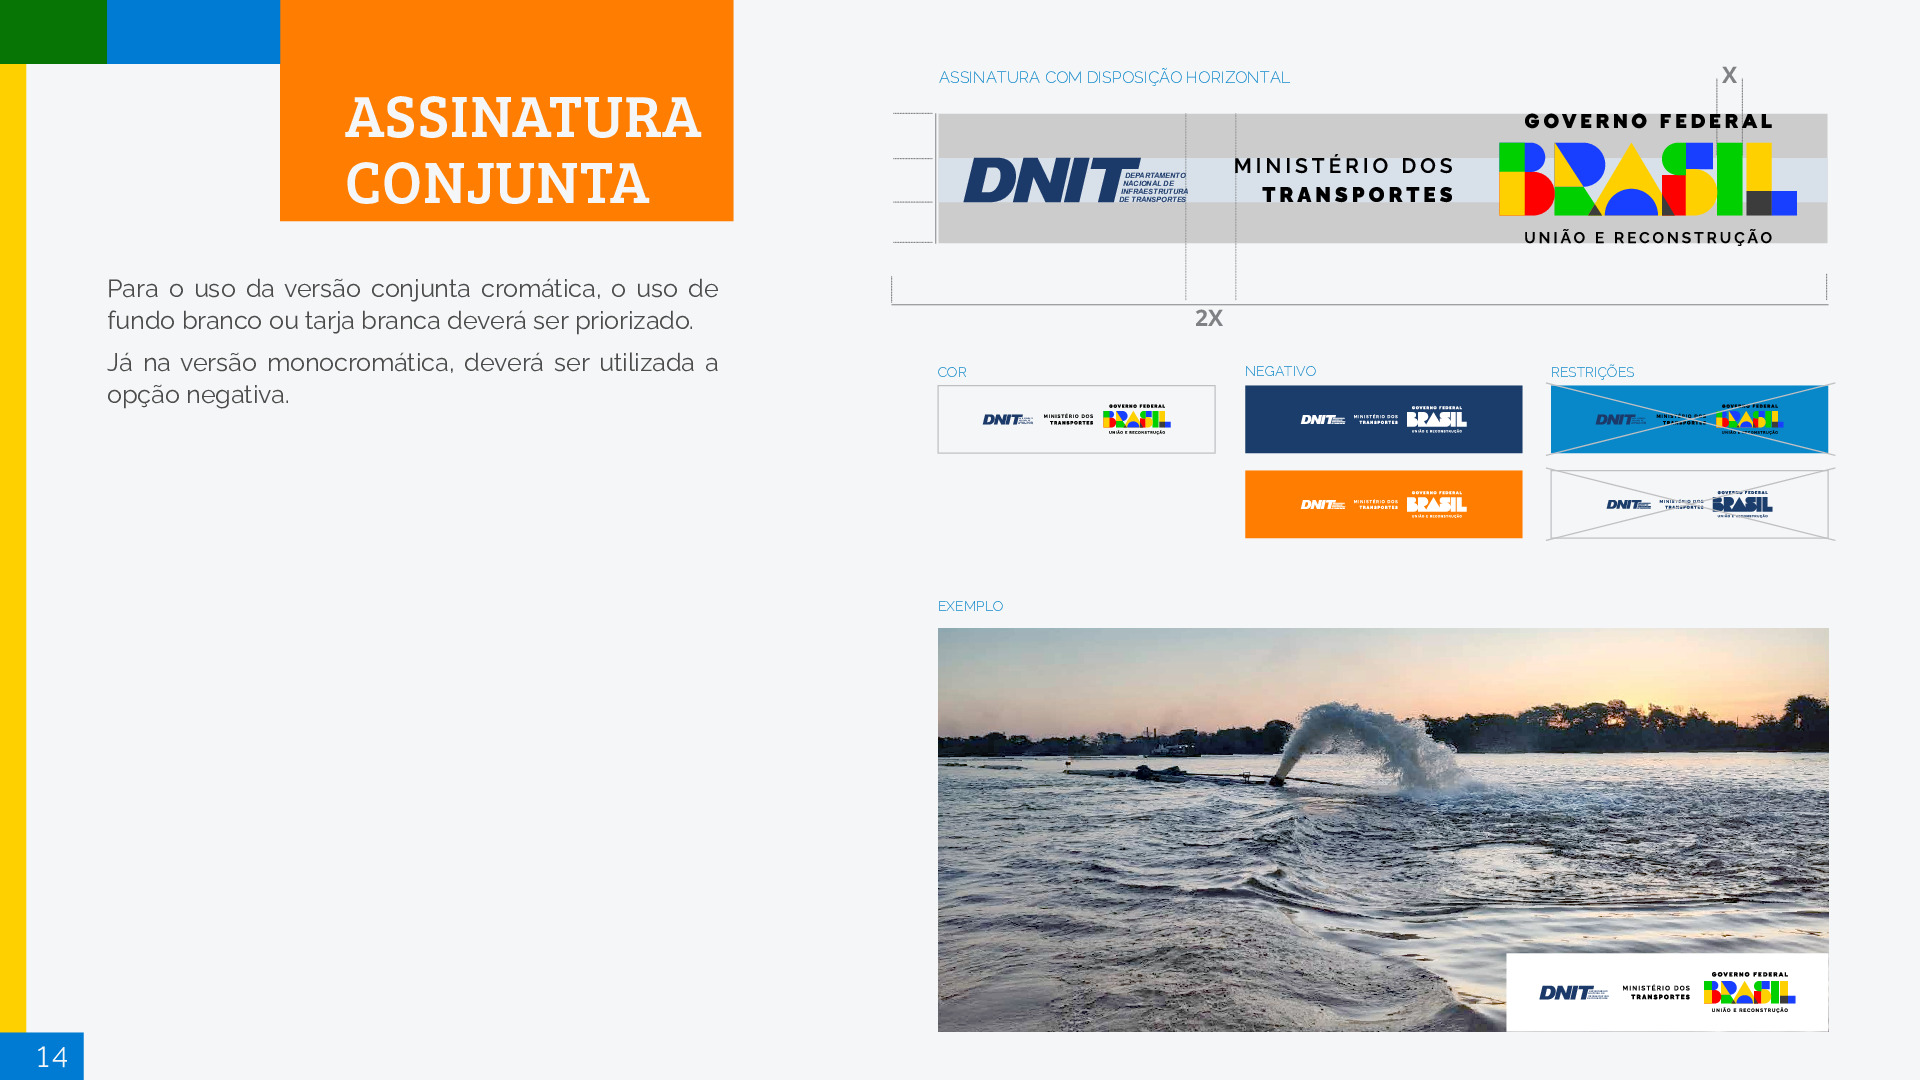 ASSINATURA
CONJUNTA
Para o uso da versão conjunta cromática, o uso de
fundo branco ou tarja branca deverá ser priorizado.
Já na versão monocromática, deverá ser utilizada a
opção negativa.
14
ASSINATURA COM DISPOSIÇÃO HORIZONTAL
X
DNIT
DEPARTAMENTO
NACIONAL DE
INFRAESTRUTURA
DE TRANSPORTES
MINISTÉRIO DOS
TRANSPORTES
GOVERNO FEDERAL
BRASIL
UNIÃO E RECONSTRUÇÃO
2X
COR
DNIT
MINISTÉRIO DOS
TRANSPORTES
GOVERNO FEDERAL
BRASIL
UNIÃO E RECONSTRUÇÃO
NEGATIVO
DNIT
MINISTÉRIO DOS
TRANSPORTES
GOVERNO FEDERAL
BRASIL
UNIÃO E RECONSTRUÇÃO
DNIT
MINISTÉRIO DOS
TRANSPORTES
GOVERNO FEDERAL
BRASIL
UNIÃO E RECONSTRUÇÃO
RESTRIÇÕES
DNIT
MINISTÉRIO DOS
TRANSPORTES
GOVERNO FEDERAL
BRASIL
UNIÃO E RECONSTRUÇÃO
DNIT
MINISTÉRIO DOS
TRANSPORTES
GOVERNO FEDERAL
BRASIL
UNIÃO E RECONSTRUÇÃO
EXEMPLO
DNIT
MINISTÉRIO DOS
TRANSPORTES
GOVERNO FEDERAL
BRASIL
UNIÃO E RECONSTRUÇÃO